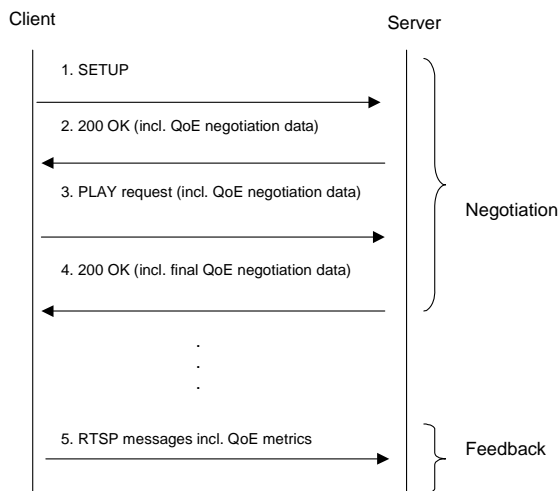 Client
Server
1. SETUP
2. 200 OK (incl. QoE negotiation data)
3. PLAY request (incl. QoE negotiation data)
Negotiation
4. 200 OK (incl. final QoE negotiation data)
.
.
.
5. RTSP messages incl. QoE metrics
Feedback